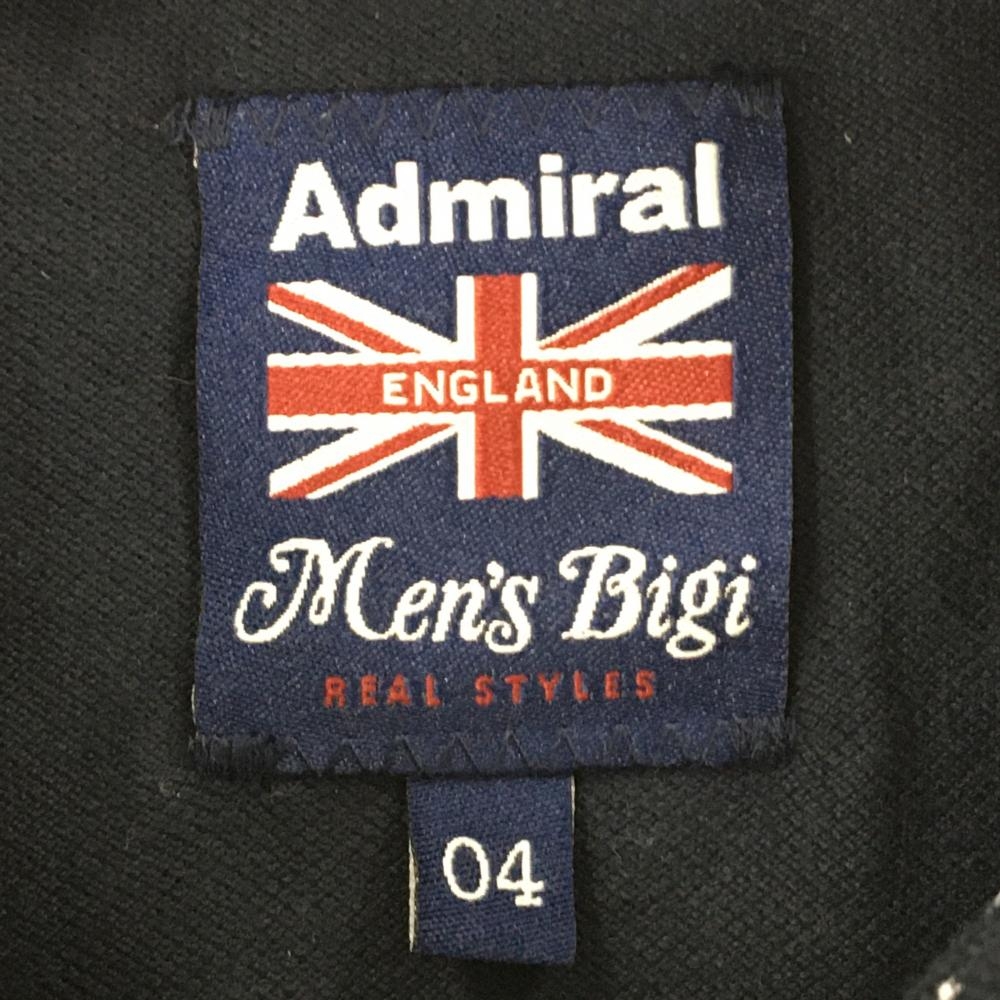 Admiral
ENGLAND
Men's Bigi
REAL STYLES
04